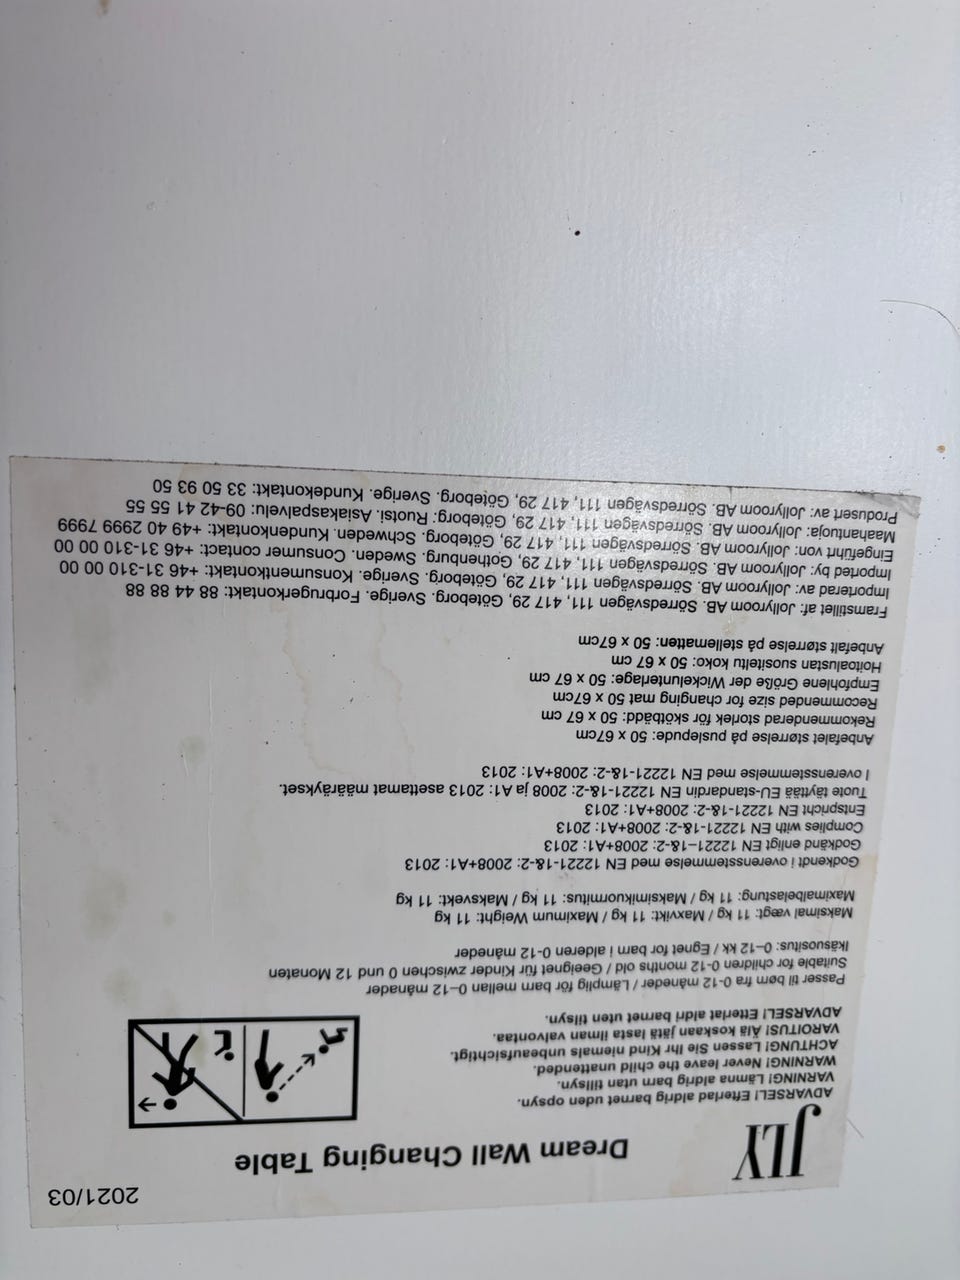 2021/03
JLY
Dream Wall Changing Table
ADVARSEL! Efterlad aldrig barnet uden opsyn.
VARNING! Lämna aldrig barn utan tillsyn.
WARNING! Never leave the child unattended.
ACHTUNG! Lassen Sie Ihr Kind niemals unbeaufsichtigt.
VAROITUS! Älä koskaan jätä lasta ilman valvontaa.
ADVARSEL! Etterlat aldri barnet uten tilsyn.
Passer til børn fra 0-12 måneder / Lämplig för barn mellan 0–12 månader
Suitable for children 0-12 months old / Geeignet für Kinder zwischen 0 und 12 Monaten
Ikäsuositus: 0–12 kk / Egnet for barn i alderen 0-12 måneder
Maksimal vægt: 11 kg / Maxvikt: 11 kg / Maximum Weight: 11 kg
Maximalbelastung: 11 kg / Maksimikuormitus: 11 kg / Maksvekt: 11 kg
Godkendt i overensstemmelse med EN 12221-1&-2: 2008+A1: 2013
Godkänd enligt EN 12221–1&-2: 2008+A1: 2013
Complies with EN 12221-1&-2: 2008+A1: 2013
Entspricht EN 12221-1&-2: 2008+A1: 2013
Tuote täyttää EU-standardin EN 12221-1&-2: 2008 ja A1: 2013 asettamat määräykset.
I overensstemmelse med EN 12221-1&-2: 2008+A1: 2013
Anbefalet størrelse på puslepude: 50 x 67cm
Rekommenderad storlek för skötbädd: 50 x 67 cm
Recommended size for changing mat 50 x 67cm
Empfohlene Größe der Wickelunterlage: 50 x 67 cm
Hoitoalustan suositeltu koko: 50 x 67 cm
Anbefalt størrelse på stellematten: 50 x 67cm
Framstillet af: Jollyroom AB. Sörredsvägen 111, 417 29, Göteborg. Sverige. Forbrugerkontakt: 88 44 88 88
Importerad av: Jollyroom AB. Sörredsvägen 111, 417 29, Göteborg. Sverige. Konsumentkontakt: +46 31-310 00 00
Imported by: Jollyroom AB. Sörredsvägen 111, 417 29, Gothenburg. Sweden. Consumer contact: +46 31-310 00 00
Eingeführt von: Jollyroom AB. Sörredsvägen 111, 417 29, Göteborg. Schweden. Kundenkontakt: +49 40 2999 7999
Maahantuoja: Jollyroom AB. Sörredsvägen 111, 417 29, Göteborg: Ruotsi. Asiakaspalvelu: 09-42 41 55 55
Produsert av: Jollyroom AB. Sörredsvägen 111, 417 29, Göteborg. Sverige. Kundekontakt: 33 50 93 50